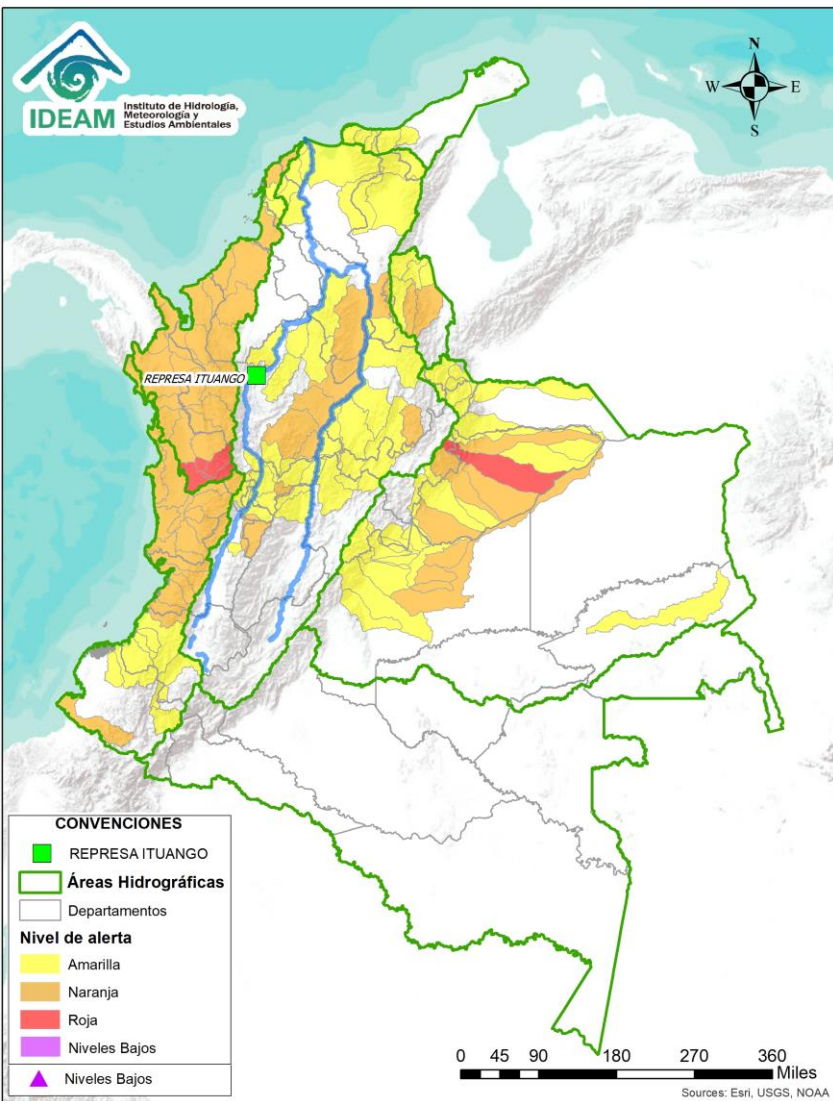 IDEAM
Instituto de Hidrología,
Meteorología y
Estudios Ambientales
N
W
E
S
REPRESA ITUANGO
CONVENCIONES
REPRESA ITUANGO
Áreas Hidrográficas
Departamentos
Nivel de alerta
Amarilla
Naranja
Roja
Niveles Bajos
Niveles Bajos
0 45 90 180 270 360
Miles
Sources: Esri, USGS, NOAA